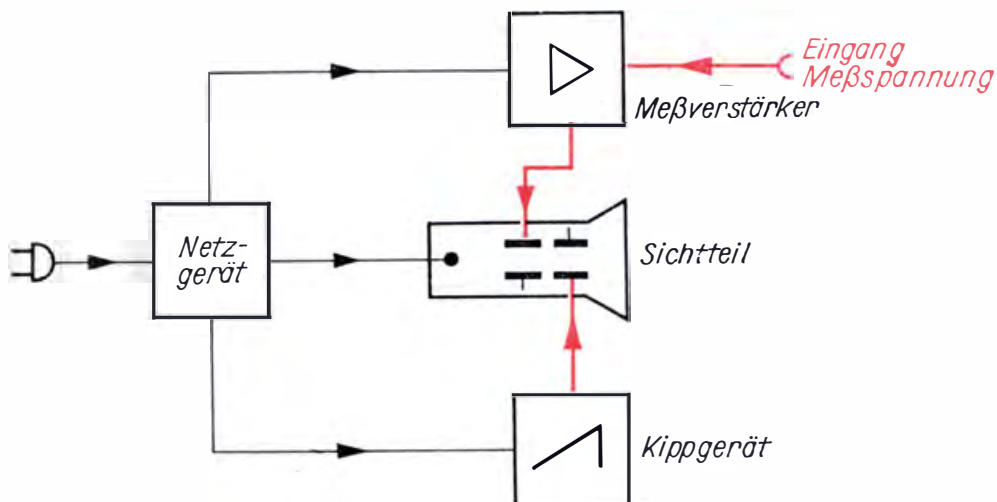 Eingang
Meßspannung
Meßverstärker
Netz-
gerät
Sichtteil
Kippgerät